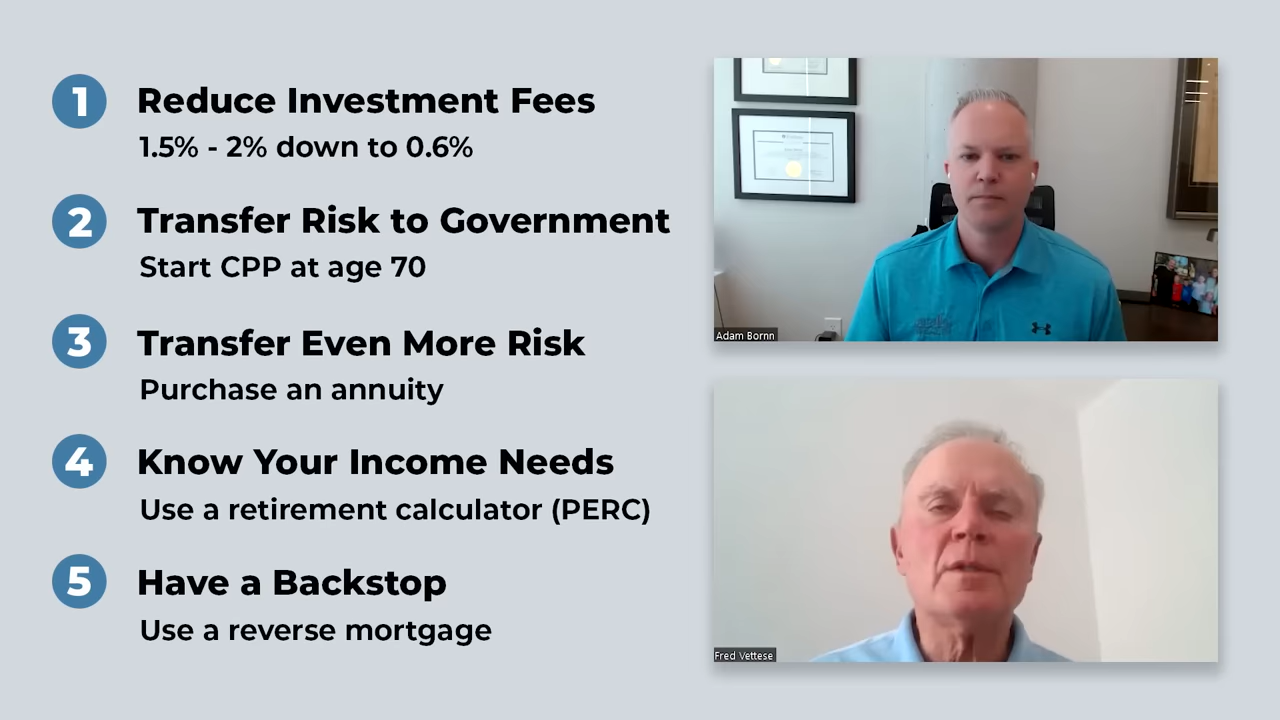 1 Reduce Investment Fees
1.5% - 2% down to 0.6%
2 Transfer Risk to Government
Start CPP at age 70
3 Transfer Even More Risk
Purchase an annuity
4 Know Your Income Needs
Use a retirement calculator (PERC)
5 Have a Backstop
Use a reverse mortgage
Adam Bornn
Fred Vettese